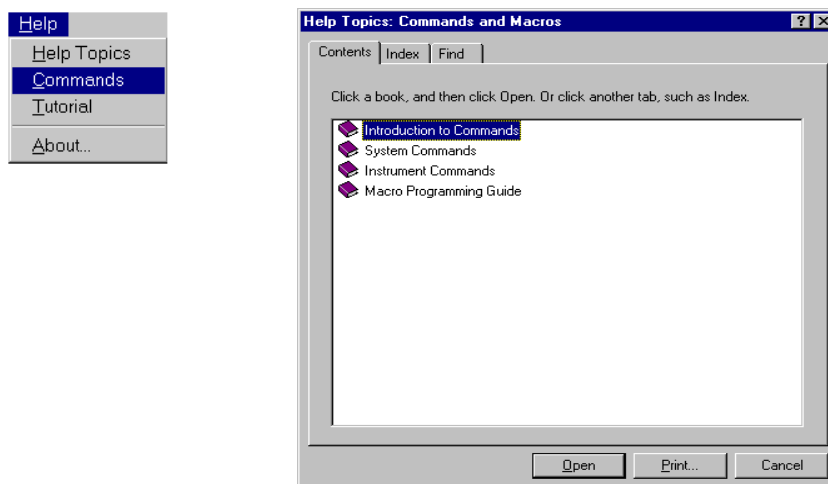 Help
Help Topics
Commands
Tutorial
About...
Help Topics: Commands and Macros
Contents Index Find
Click a book, and then click Open. Or click another tab, such as Index.
Introduction to Commands
System Commands
Instrument Commands
Macro Programming Guide
Open Print... Cancel